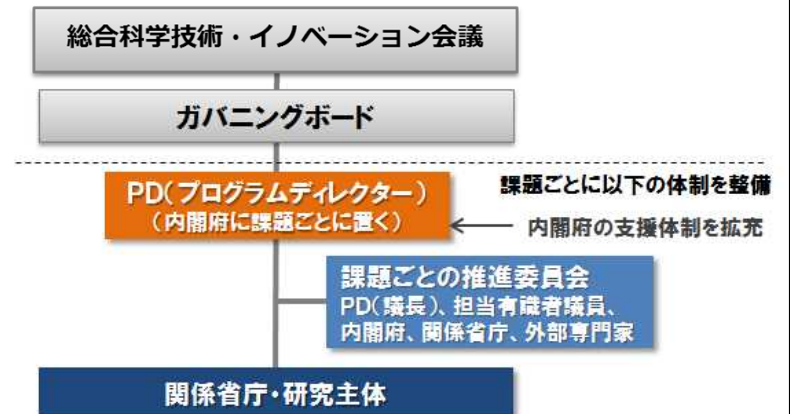 総合科学技術・イノベーション会議
ガバニングボード
PD(プログラムディレクター)
(内閣府に課題ごとに置く)
課題ごとに以下の体制を整備
内閣府の支援体制を拡充
課題ごとの推進委員会
PD(議長)、担当有識者議員、
内閣府、関係省庁、外部専門家
関係省庁・研究主体